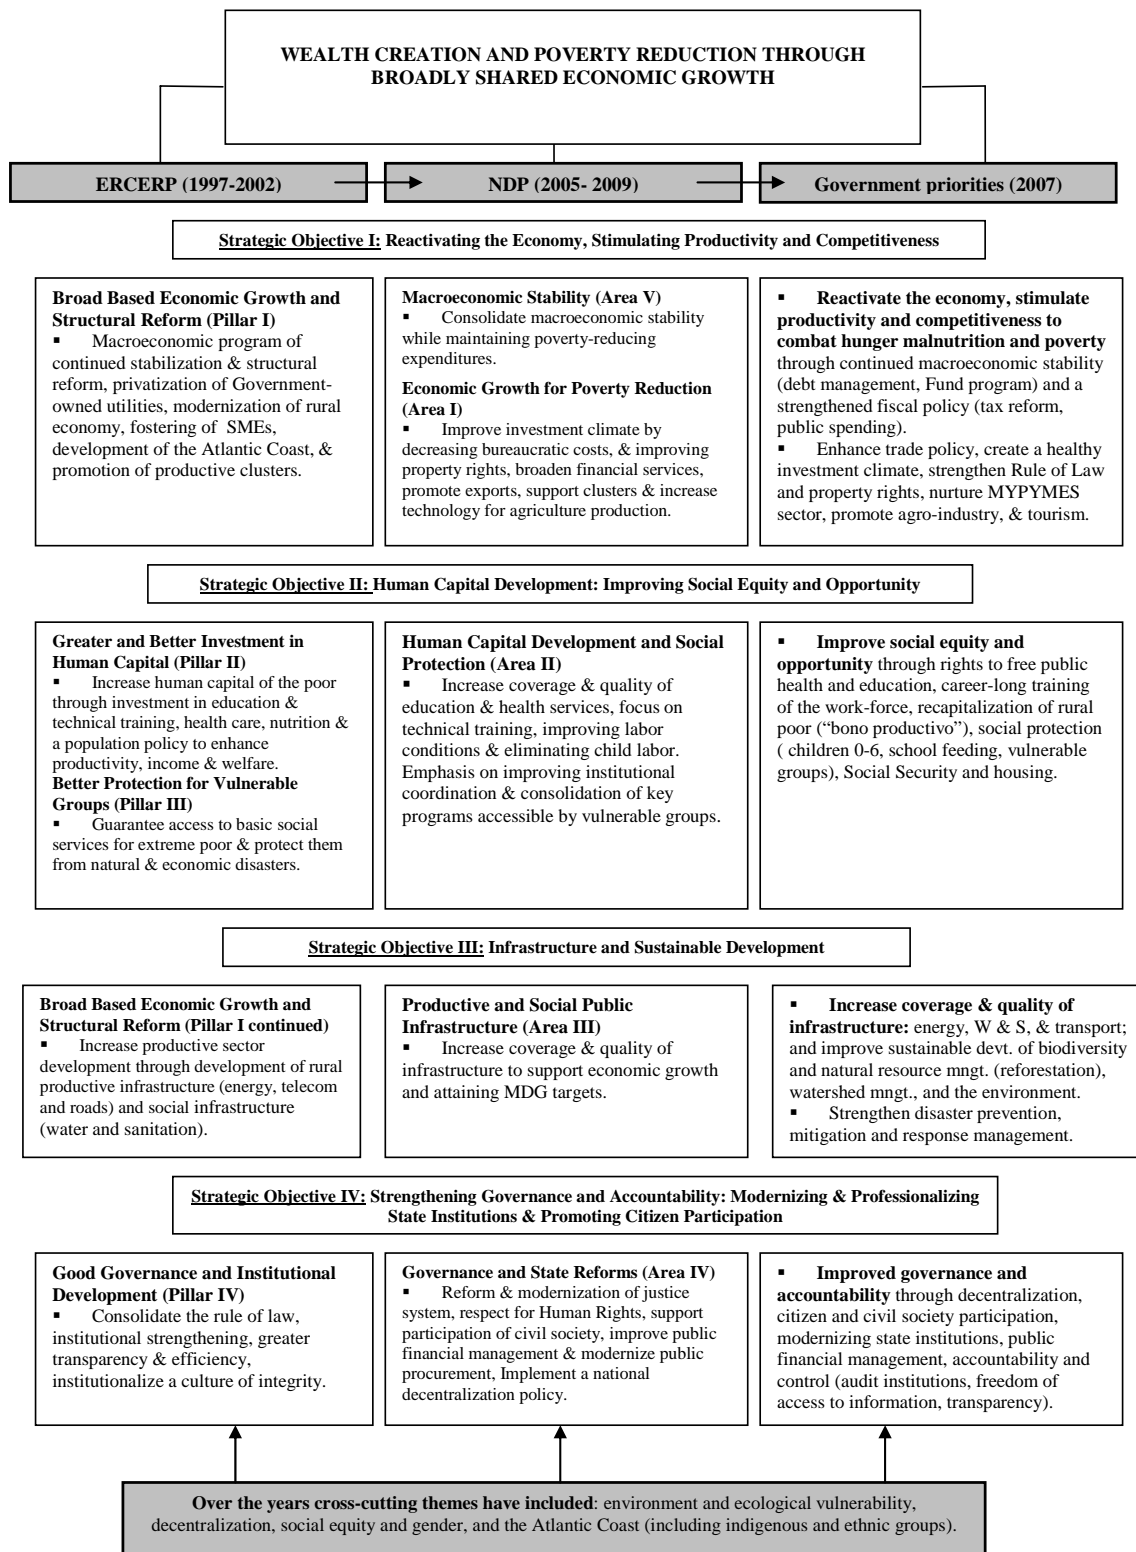 WEALTH CREATION AND POVERTY REDUCTION THROUGH
BROADLY SHARED ECONOMIC GROWTH
ERCERP (1997-2002)
NDP (2005- 2009)
Government priorities (2007)
Strategic Objective I: Reactivating the Economy, Stimulating Productivity and Competitiveness
Broad Based Economic Growth and
Structural Reform (Pillar I)
▪ Macroeconomic program of
continued stabilization & structural
reform, privatization of Government-
owned utilities, modernization of rural
economy, fostering of SMEs,
development of the Atlantic Coast, &
promotion of productive clusters.
Macroeconomic Stability (Area V)
▪ Consolidate macroeconomic stability
while maintaining poverty-reducing
expenditures.
Economic Growth for Poverty Reduction
(Area I)
▪ Improve investment climate by
decreasing bureaucratic costs, & improving
property rights, broaden financial services,
promote exports, support clusters & increase
technology for agriculture production.
▪ Reactivate the economy, stimulate
productivity and competitiveness to
combat hunger malnutrition and poverty
through continued macroeconomic stability
(debt management, Fund program) and a
strengthened fiscal policy (tax reform,
public spending).
▪ Enhance trade policy, create a healthy
investment climate, strengthen Rule of Law
and property rights, nurture MYPYMES
sector, promote agro-industry, & tourism.
Strategic Objective II: Human Capital Development: Improving Social Equity and Opportunity
Greater and Better Investment in
Human Capital (Pillar II)
▪ Increase human capital of the poor
through investment in education &
technical training, health care, nutrition &
a population policy to enhance
productivity, income & welfare.
Better Protection for Vulnerable
Groups (Pillar III)
▪ Guarantee access to basic social
services for extreme poor & protect them
from natural & economic disasters.
Human Capital Development and Social
Protection (Area II)
▪ Increase coverage & quality of
education & health services, focus on
technical training, improving labor
conditions & eliminating child labor.
Emphasis on improving institutional
coordination & consolidation of key
programs accessible by vulnerable groups.
▪ Improve social equity and
opportunity through rights to free public
health and education, career-long training
of the work-force, recapitalization of rural
poor (“bono productivo”), social protection
( children 0-6, school feeding, vulnerable
groups), Social Security and housing.
Strategic Objective III: Infrastructure and Sustainable Development
Broad Based Economic Growth and
Structural Reform (Pillar I continued)
▪ Increase productive sector
development through development of rural
productive infrastructure (energy, telecom
and roads) and social infrastructure
(water and sanitation).
Productive and Social Public
Infrastructure (Area III)
▪ Increase coverage & quality of
infrastructure to support economic growth
and attaining MDG targets.
▪ Increase coverage & quality of
infrastructure: energy, W & S, & transport;
and improve sustainable devt. of biodiversity
and natural resource mngt. (reforestation),
watershed mngt., and the environment.
▪ Strengthen disaster prevention,
mitigation and response management.
Strategic Objective IV: Strengthening Governance and Accountability: Modernizing & Professionalizing
State Institutions & Promoting Citizen Participation
Good Governance and Institutional
Development (Pillar IV)
▪ Consolidate the rule of law,
institutional strengthening, greater
transparency & efficiency,
institutionalize a culture of integrity.
Governance and State Reforms (Area IV)
▪ Reform & modernization of justice
system, respect for Human Rights, support
participation of civil society, improve public
financial management & modernize public
procurement, Implement a national
decentralization policy.
▪ Improved governance and
accountability through decentralization,
citizen and civil society participation,
modernizing state institutions, public
financial management, accountability and
control (audit institutions, freedom of
access to information, transparency).
Over the years cross-cutting themes have included: environment and ecological vulnerability,
decentralization, social equity and gender, and the Atlantic Coast (including indigenous and ethnic groups).